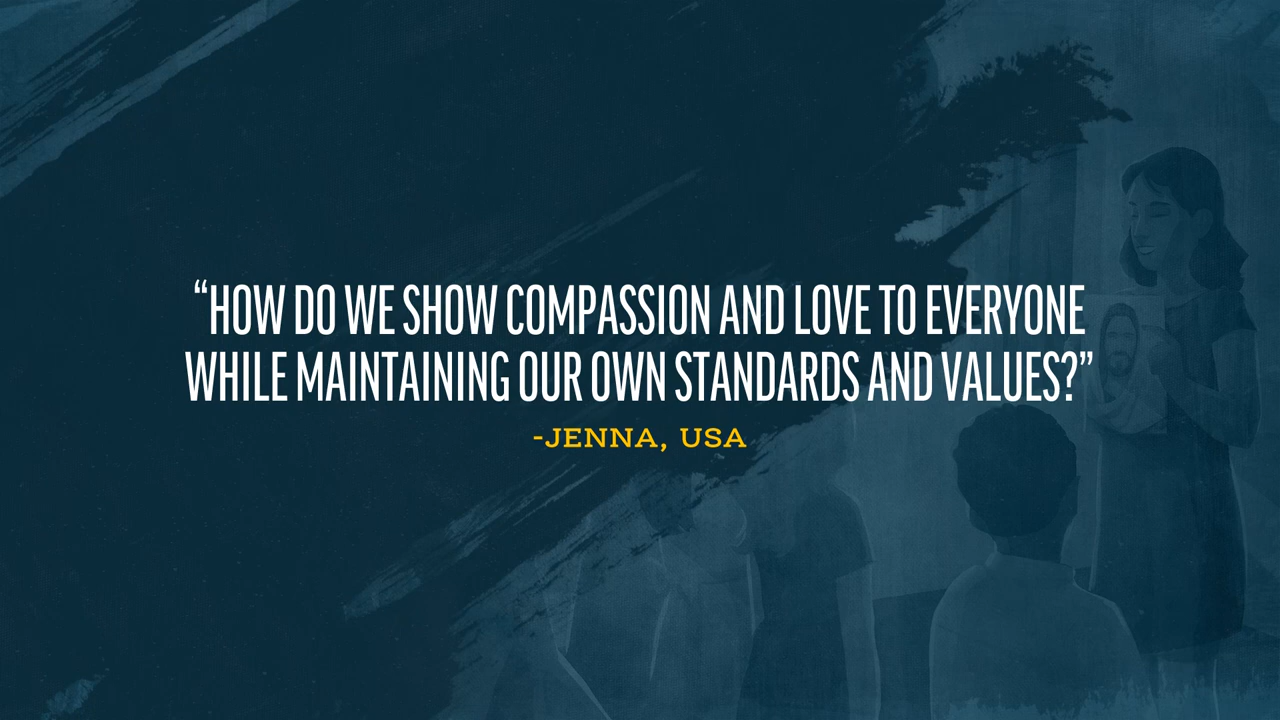 “HOW DO WE SHOW COMPASSION AND LOVE TO EVERYONE
WHILE MAINTAINING OUR OWN STANDARDS AND VALUES?”
-JENNA, USA